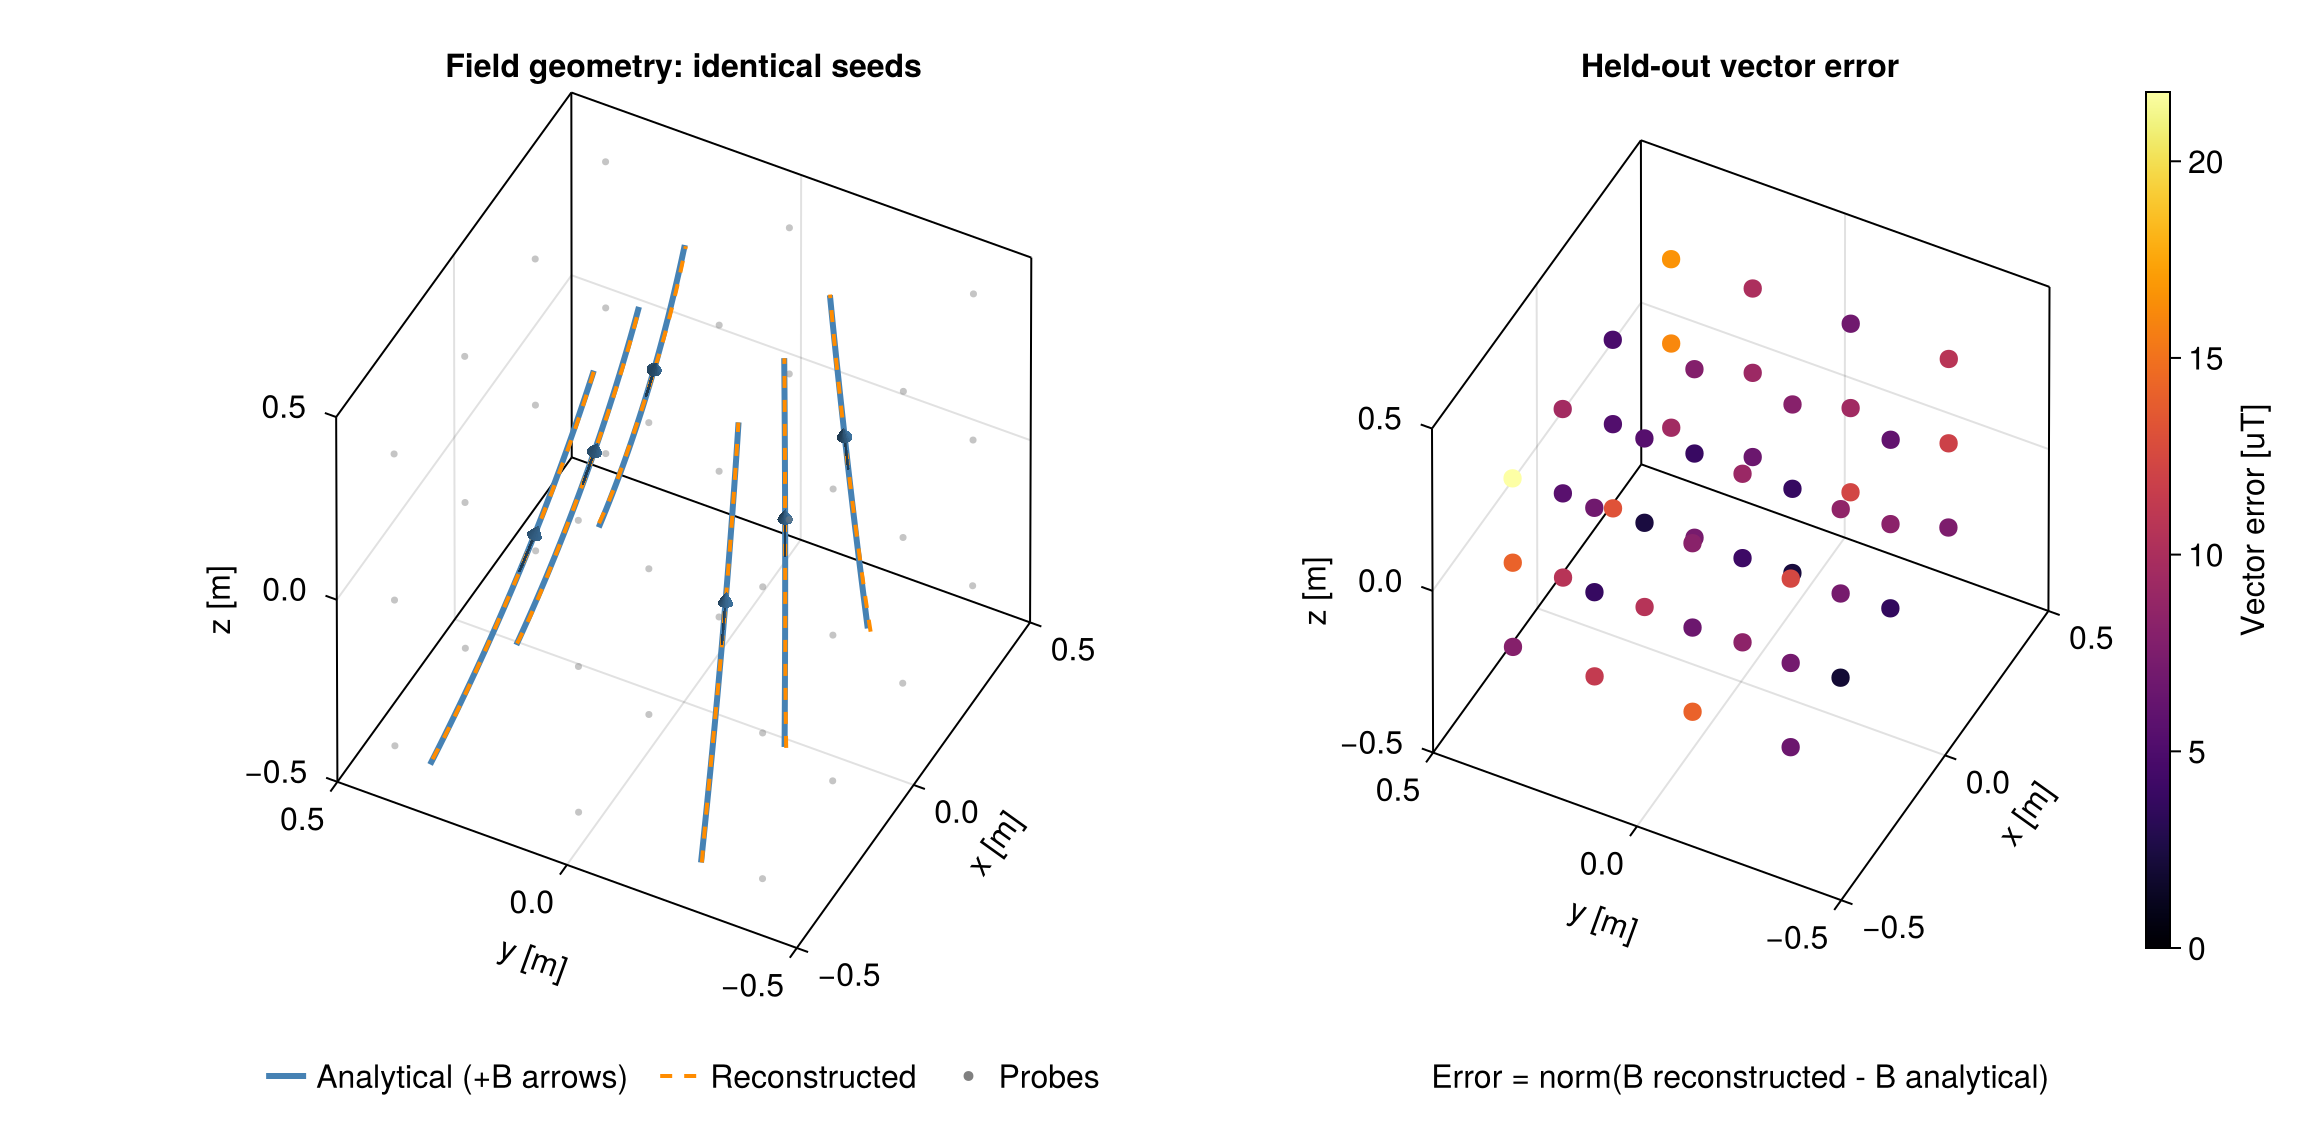 Field geometry: identical seeds
0.5
0.0
−0.5
z [m]
0.5
0.0
−0.5
y [m]
−0.5
0.0
0.5
x [m]
Analytical (+B arrows)
Reconstructed
Probes
Held-out vector error
0.5
0.0
−0.5
z [m]
0.5
0.0
−0.5
y [m]
−0.5
0.0
0.5
x [m]
20
15
10
5
0
Vector error [uT]
Error = norm(B reconstructed - B analytical)